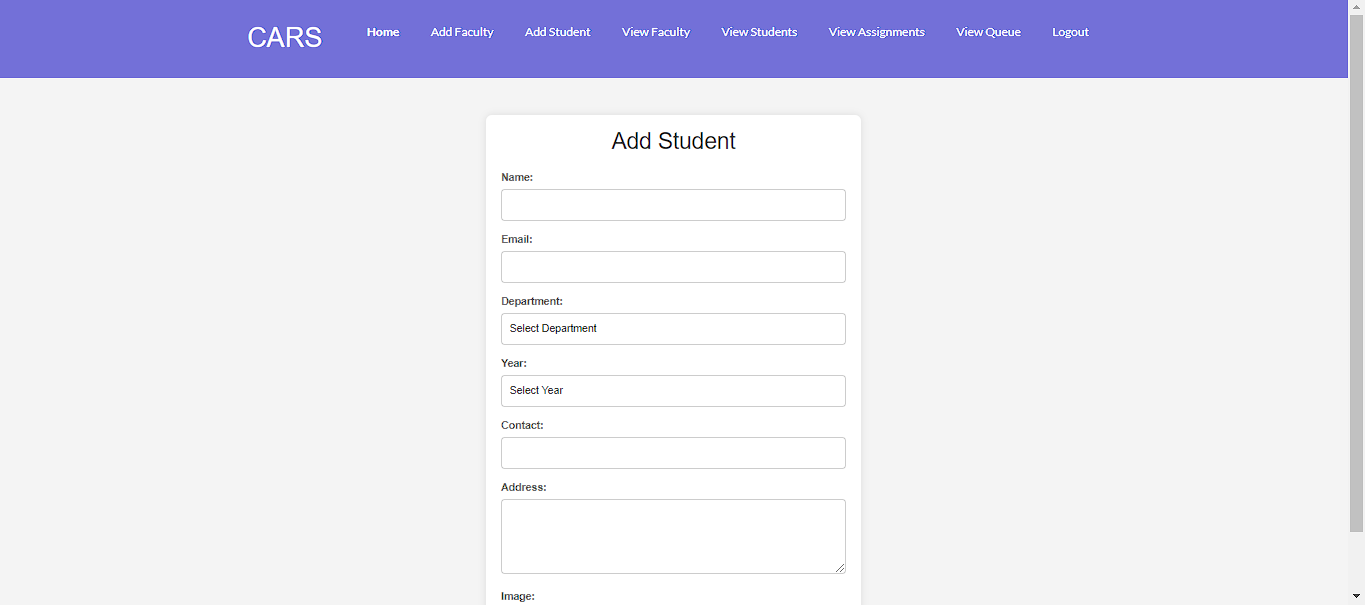 CARS Home Add Faculty Add Student View Faculty View Students View Assignments View Queue Logout
Add Student
Name:
Email:
Department:
Select Department
Year:
Select Year
Contact:
Address:
Image: